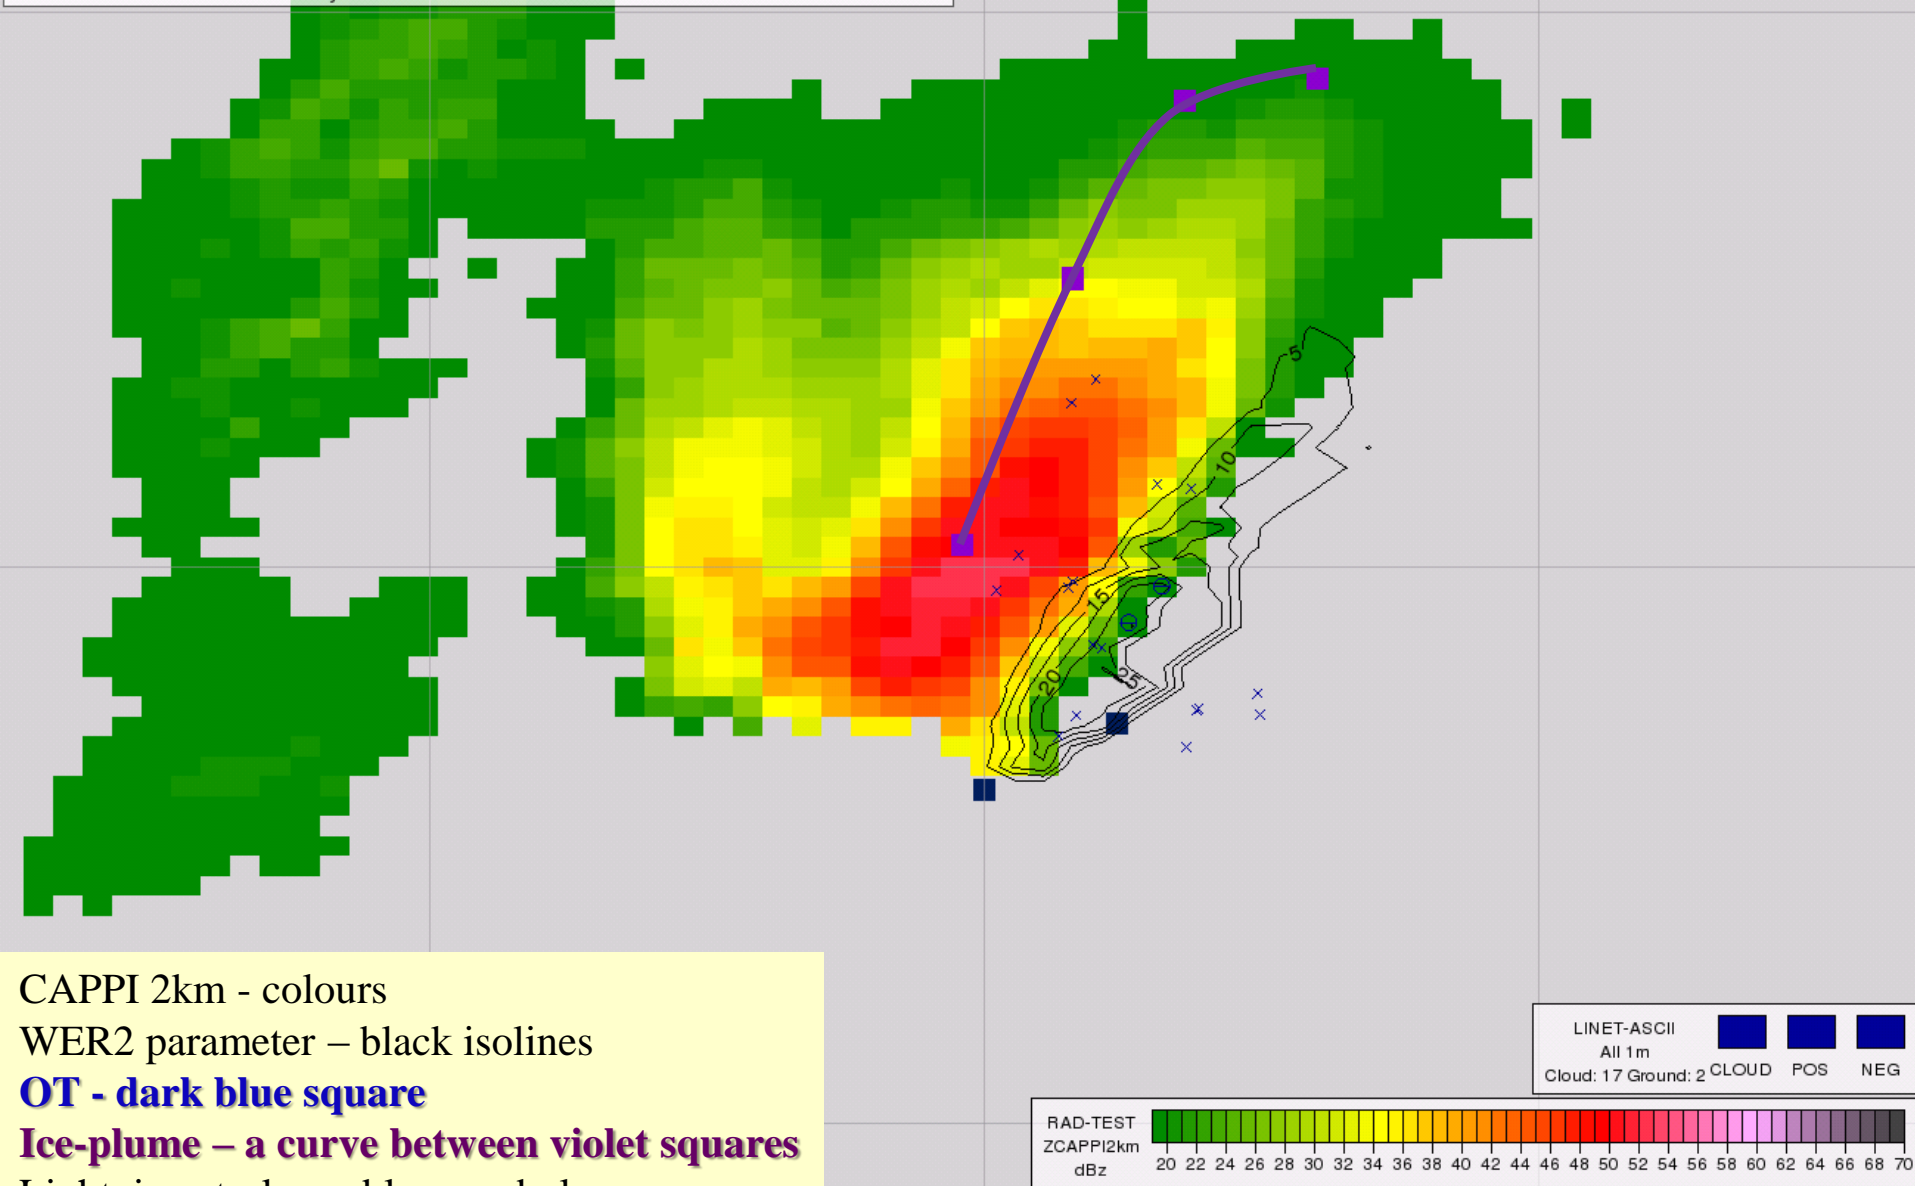 5
10
15
20
25
CAPPI 2km - colours
WER2 parameter – black isolines
OT - dark blue square
Ice-plume – a curve between violet squares
LINET-ASCII
All 1m
Cloud: 17 Ground: 2
CLOUD POS NEG
RAD-TEST
ZCAPPI2km
dBz
20 22 24 26 28 30 32 34 36 38 40 42 44 46 48 50 52 54 56 58 60 62 64 66 68 70